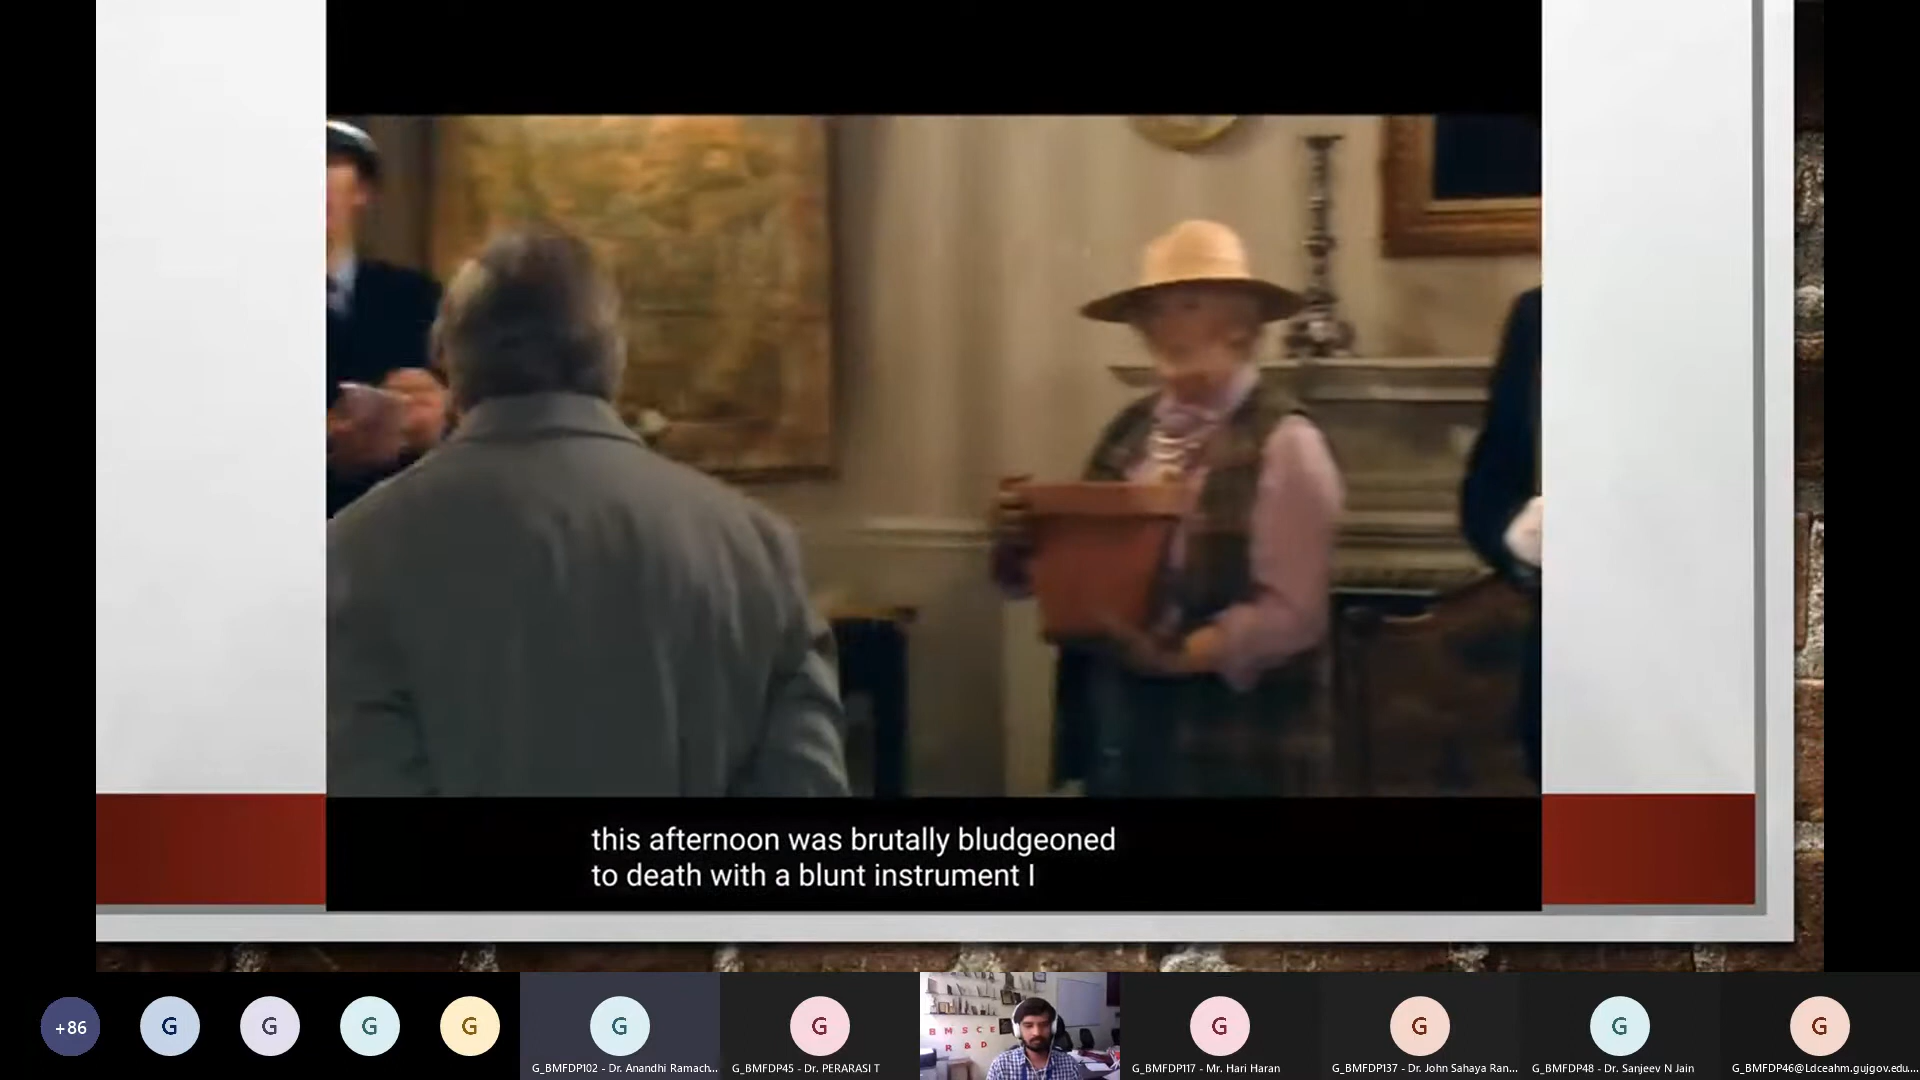 this afternoon was brutally bludgeoned
to death with a blunt instrument I
+86
G
G
G
G
G
G_BMFDP102 - Dr. Anandhi Ramach...
G
G_BMFDP45 - Dr. PERARASI T
B M S C E
R & D
G
G_BMFDP117 - Mr. Hari Haran
G
G_BMFDP137 - Dr. John Sahaya Ran...
G
G_BMFDP48 - Dr. Sanjeev N Jain
G
G_BMFDP46@Ldceahm.gujgov.edu....